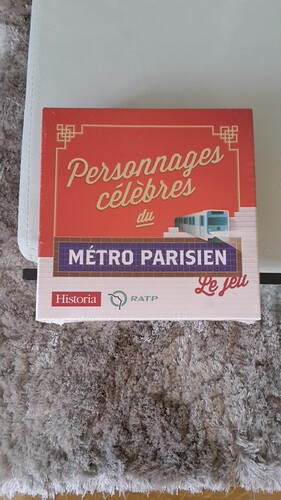 Personnages
célèbres
du
MÉTRO PARISIEN
Le jeu
Historia RATP